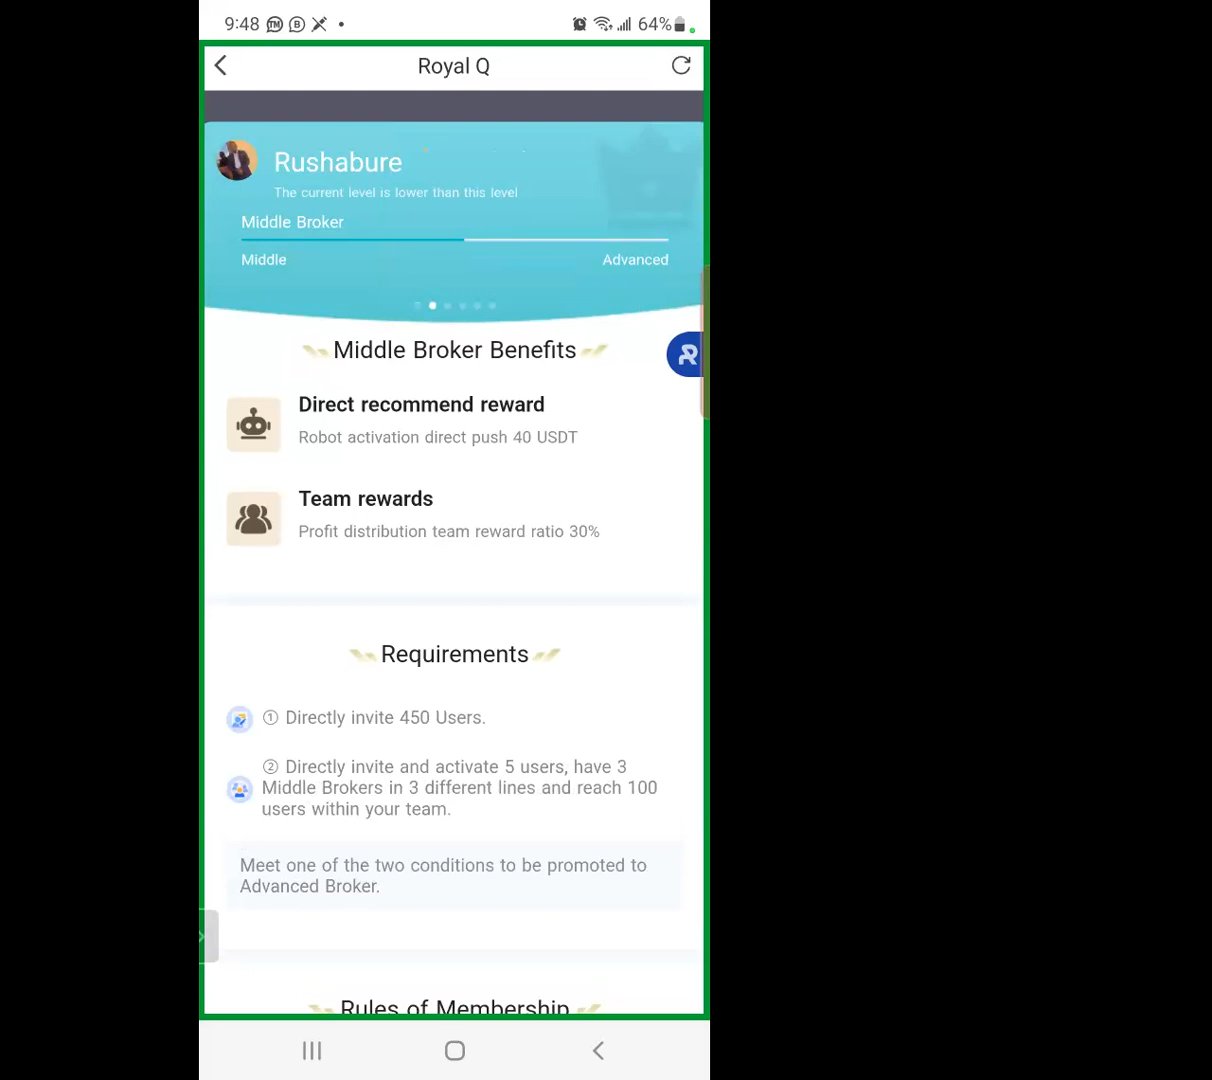 9:48
64%
Royal Q
Rushabure
The current level is lower than this level
Middle Broker
Middle Advanced
Middle Broker Benefits
Direct recommend reward
Robot activation direct push 40 USDT
Team rewards
Profit distribution team reward ratio 30%
Requirements
① Directly invite 450 Users.
② Directly invite and activate 5 users, have 3
Middle Brokers in 3 different lines and reach 100
users within your team.
Meet one of the two conditions to be promoted to
Advanced Broker.
Rules of Membership